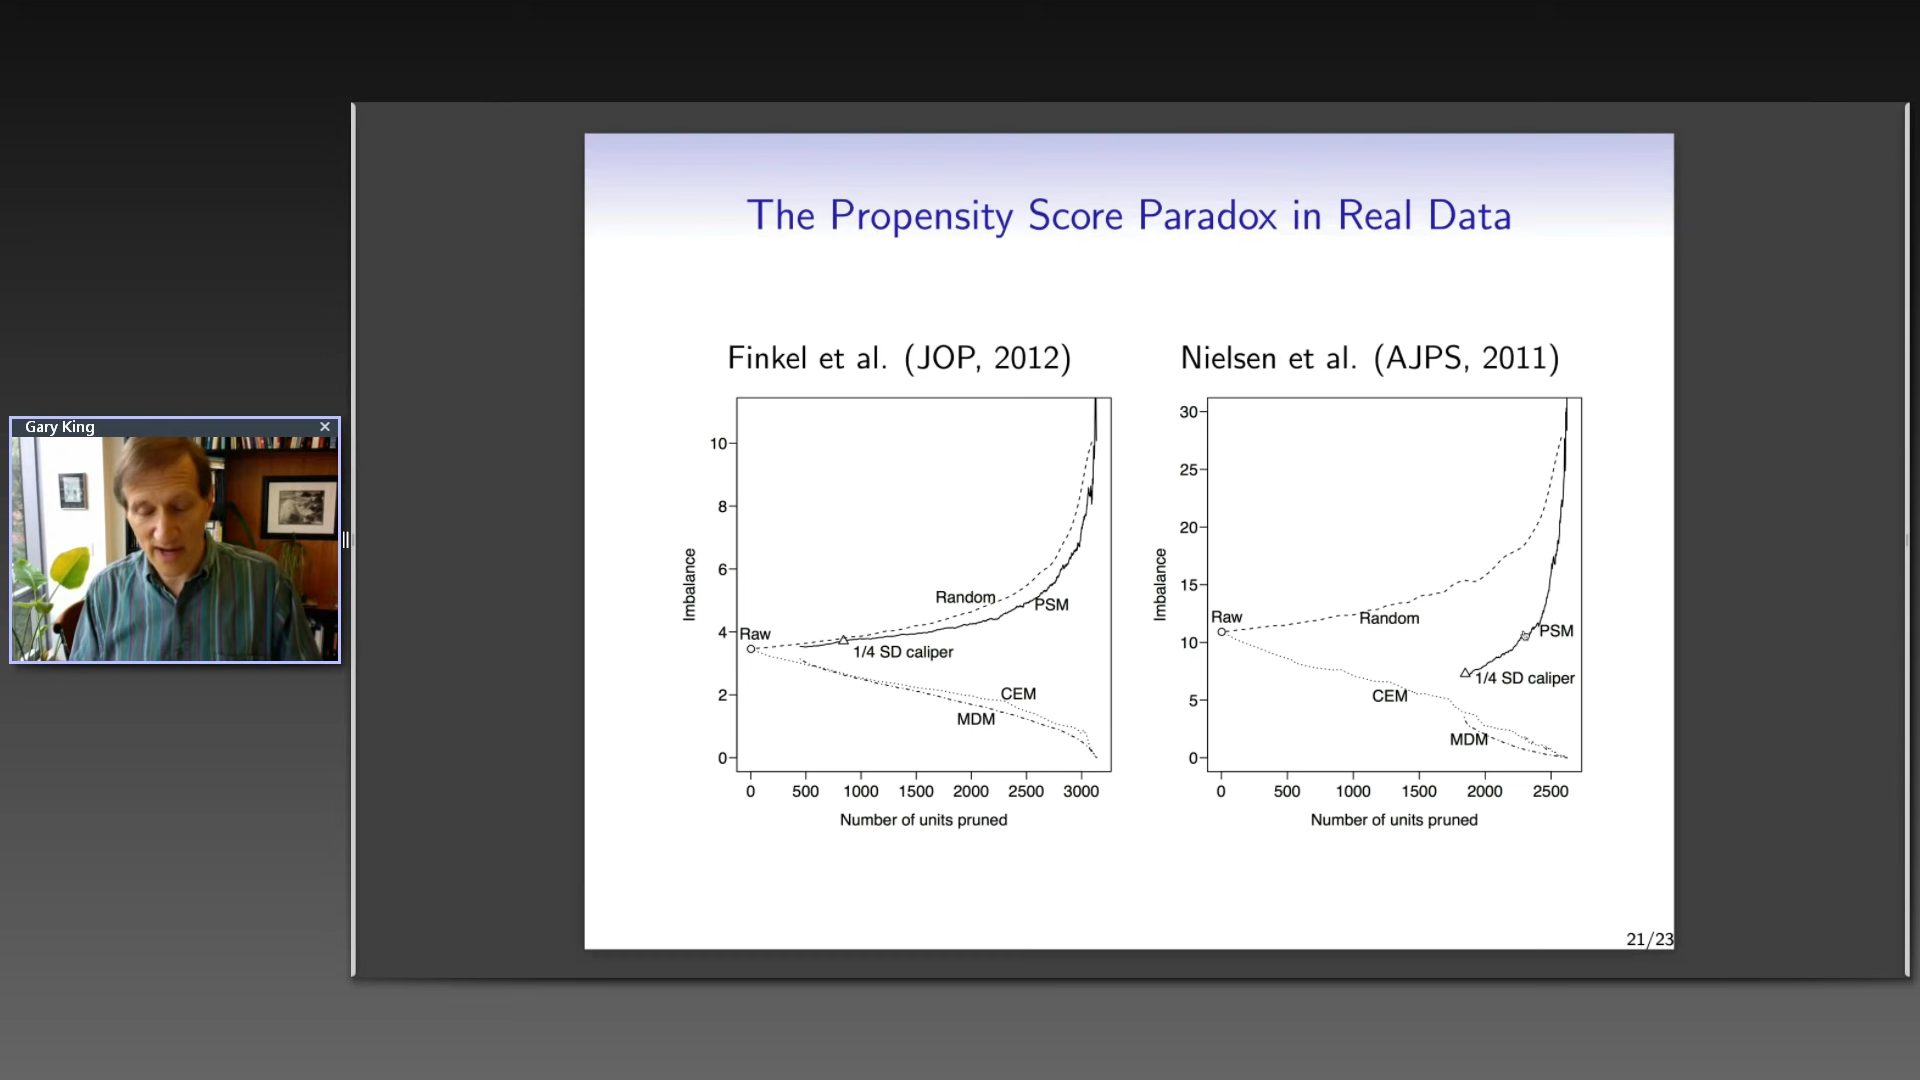 Gary King
The Propensity Score Paradox in Real Data
Finkel et al. (JOP, 2012)
10
8
6
4
2
0
Imbalance
Raw
Random
PSM
1/4 SD caliper
CEM
MDM
0 500 1000 1500 2000 2500 3000
Number of units pruned
Nielsen et al. (AJPS, 2011)
30
25
20
15
10
5
0
Imbalance
Raw
Random
PSM
1/4 SD caliper
CEM
MDM
0 500 1000 1500 2000 2500
Number of units pruned
21/23